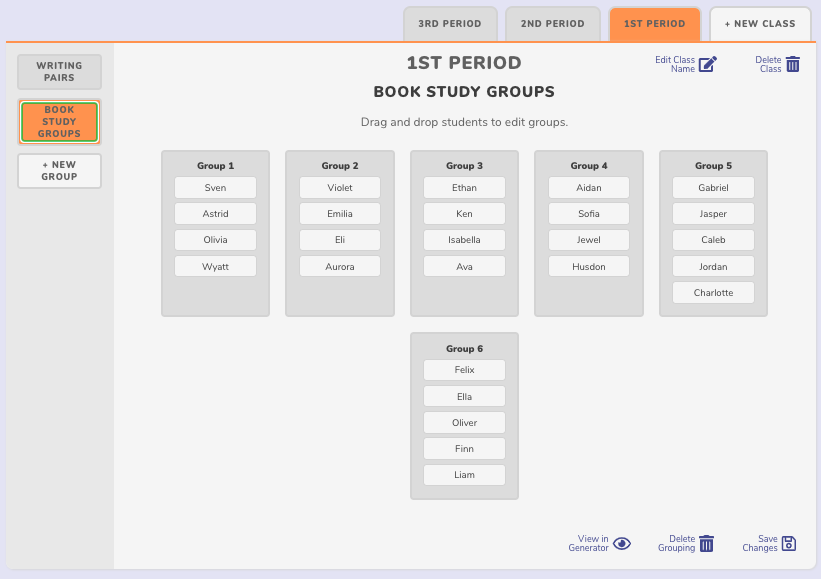 3RD PERIOD
2ND PERIOD
1ST PERIOD
+ NEW CLASS
WRITING
PAIRS
BOOK
STUDY
GROUPS
+ NEW
GROUP
1ST PERIOD
Edit Class
Name
Delete
Class
BOOK STUDY GROUPS
Drag and drop students to edit groups.
Group 1
Sven
Astrid
Olivia
Wyatt
Group 2
Violet
Emilia
Eli
Aurora
Group 3
Ethan
Ken
Isabella
Ava
Group 4
Aidan
Sofia
Jewel
Husdon
Group 5
Gabriel
Jasper
Caleb
Jordan
Charlotte
Group 6
Felix
Ella
Oliver
Finn
Liam
View in
Generator
Delete
Grouping
Save
Changes